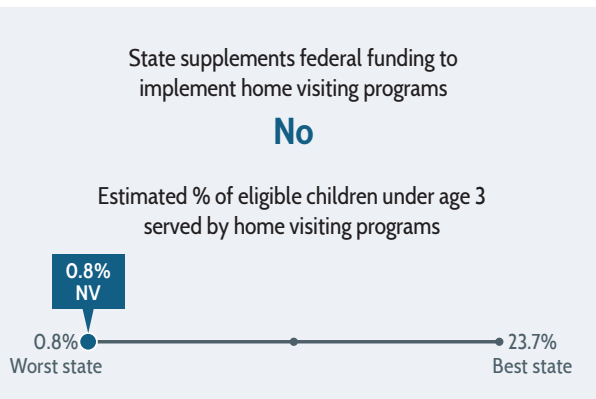 State supplements federal funding to
implement home visiting programs
No
Estimated % of eligible children under age 3
served by home visiting programs
0.8%
NV
0.8%
23.7%
Worst state
Best state